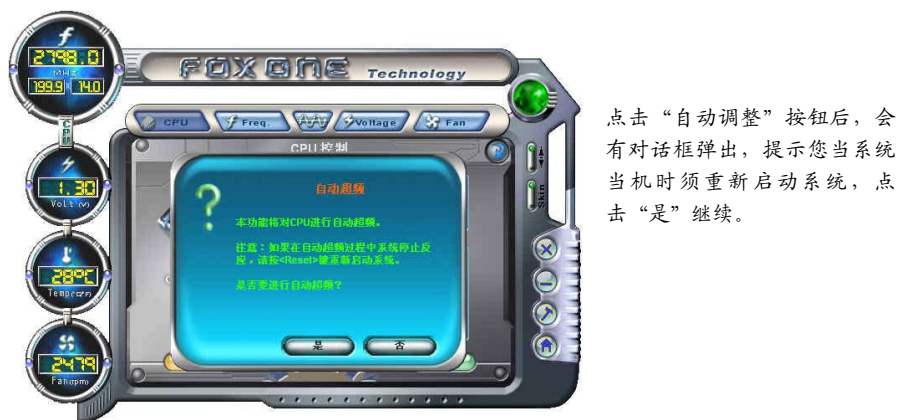 2798.0
MHz
199.9 x 14.0
CPU
1.30
Volt (V)
28°C
Temp(c°/f°)
2479
Fan(rpm)
FOX ONE Technology
CPU
Freq.
Voltage
Fan
CPU 控制
?
自动超频
本功能将对CPU进行自动超频。
注意：如果在自动超频过程中系统停止反
应，请按<Reset>键重新启动系统。
是否要进行自动超频？
是
否
Skin
点击“自动调整”按钮后，会
有对话框弹出，提示您当系统
当机时须重新启动系统，点
击“是”继续。